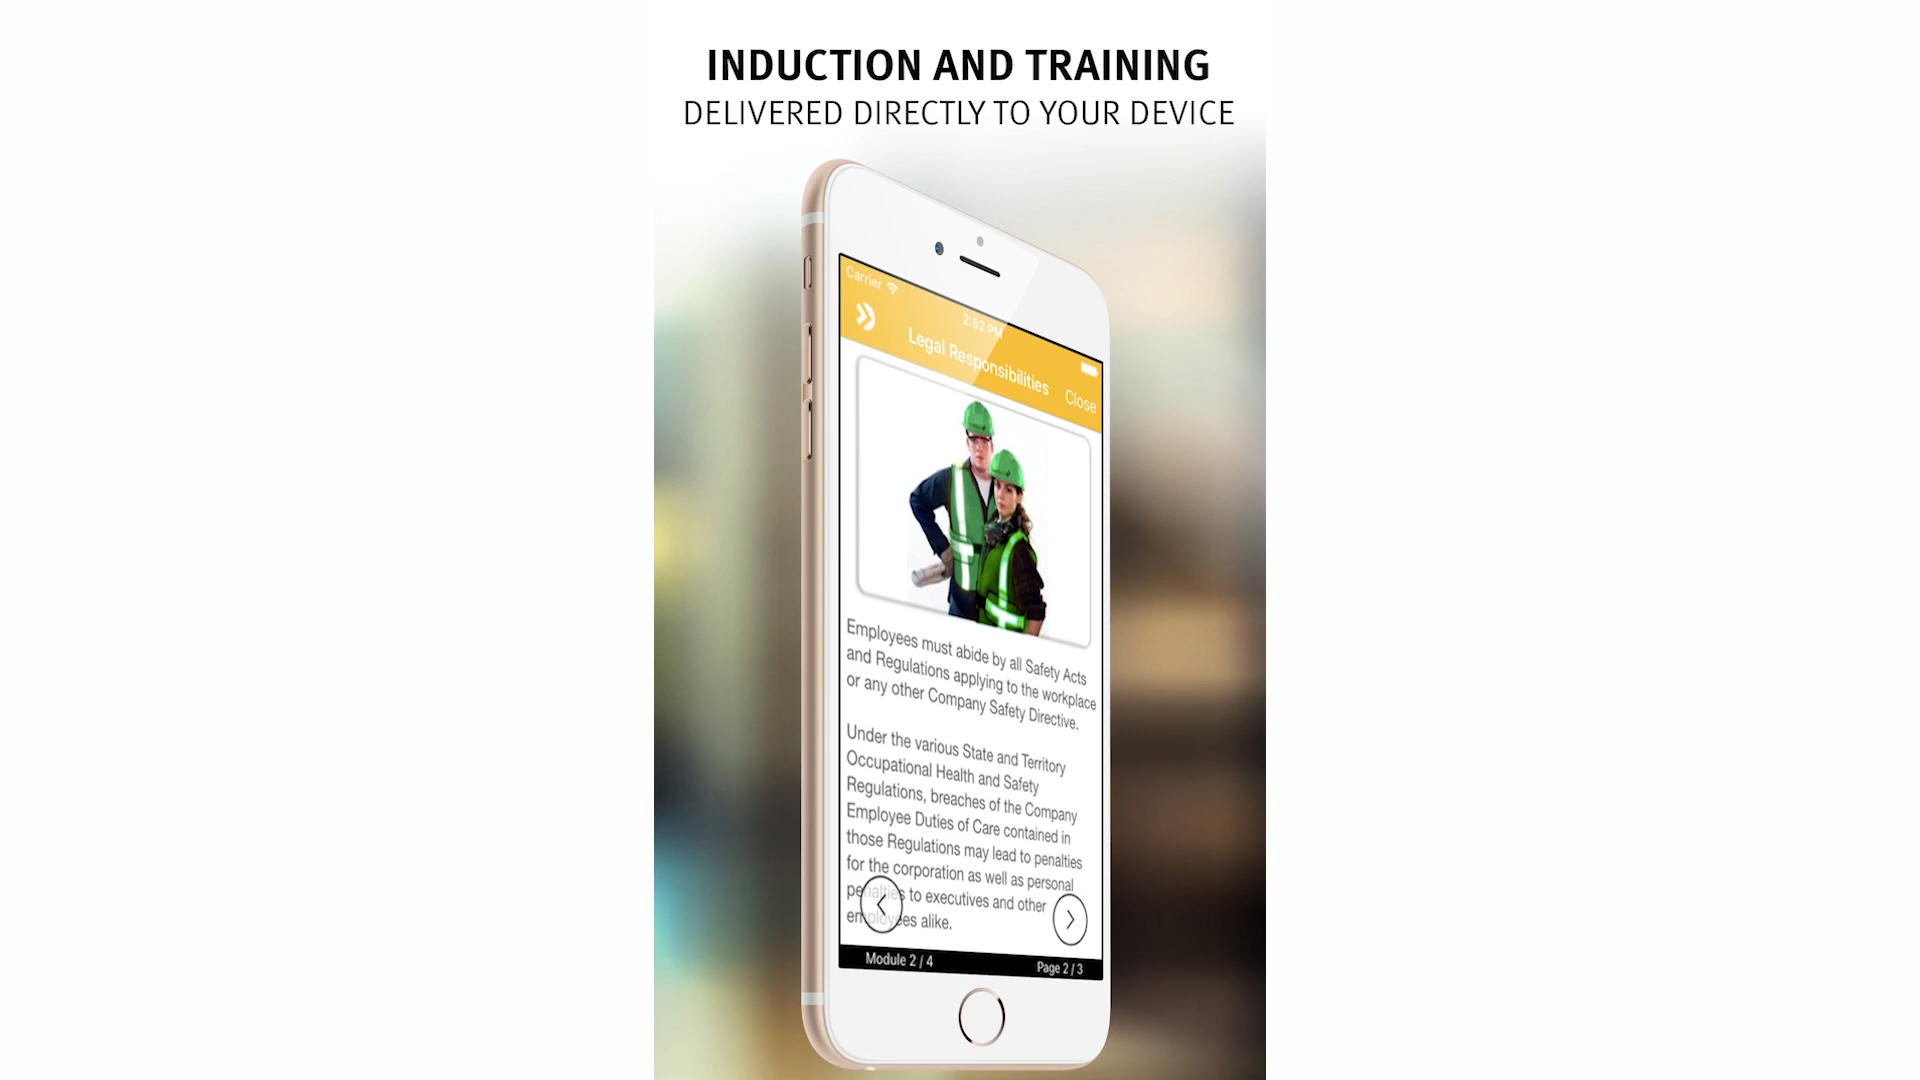 INDUCTION AND TRAINING
DELIVERED DIRECTLY TO YOUR DEVICE
Carrier
2:52 PM
Legal Responsibilities
Close
Employees must abide by all Safety Acts
and Regulations applying to the workplace
or any other Company Safety Directive.
Under the various State and Territory
Occupational Health and Safety
Regulations, breaches of the Company
Employee Duties of Care contained in
those Regulations may lead to penalties
for the corporation as well as personal
penalties to executives and other
employees alike.
Module 2 / 4
Page 2 / 3